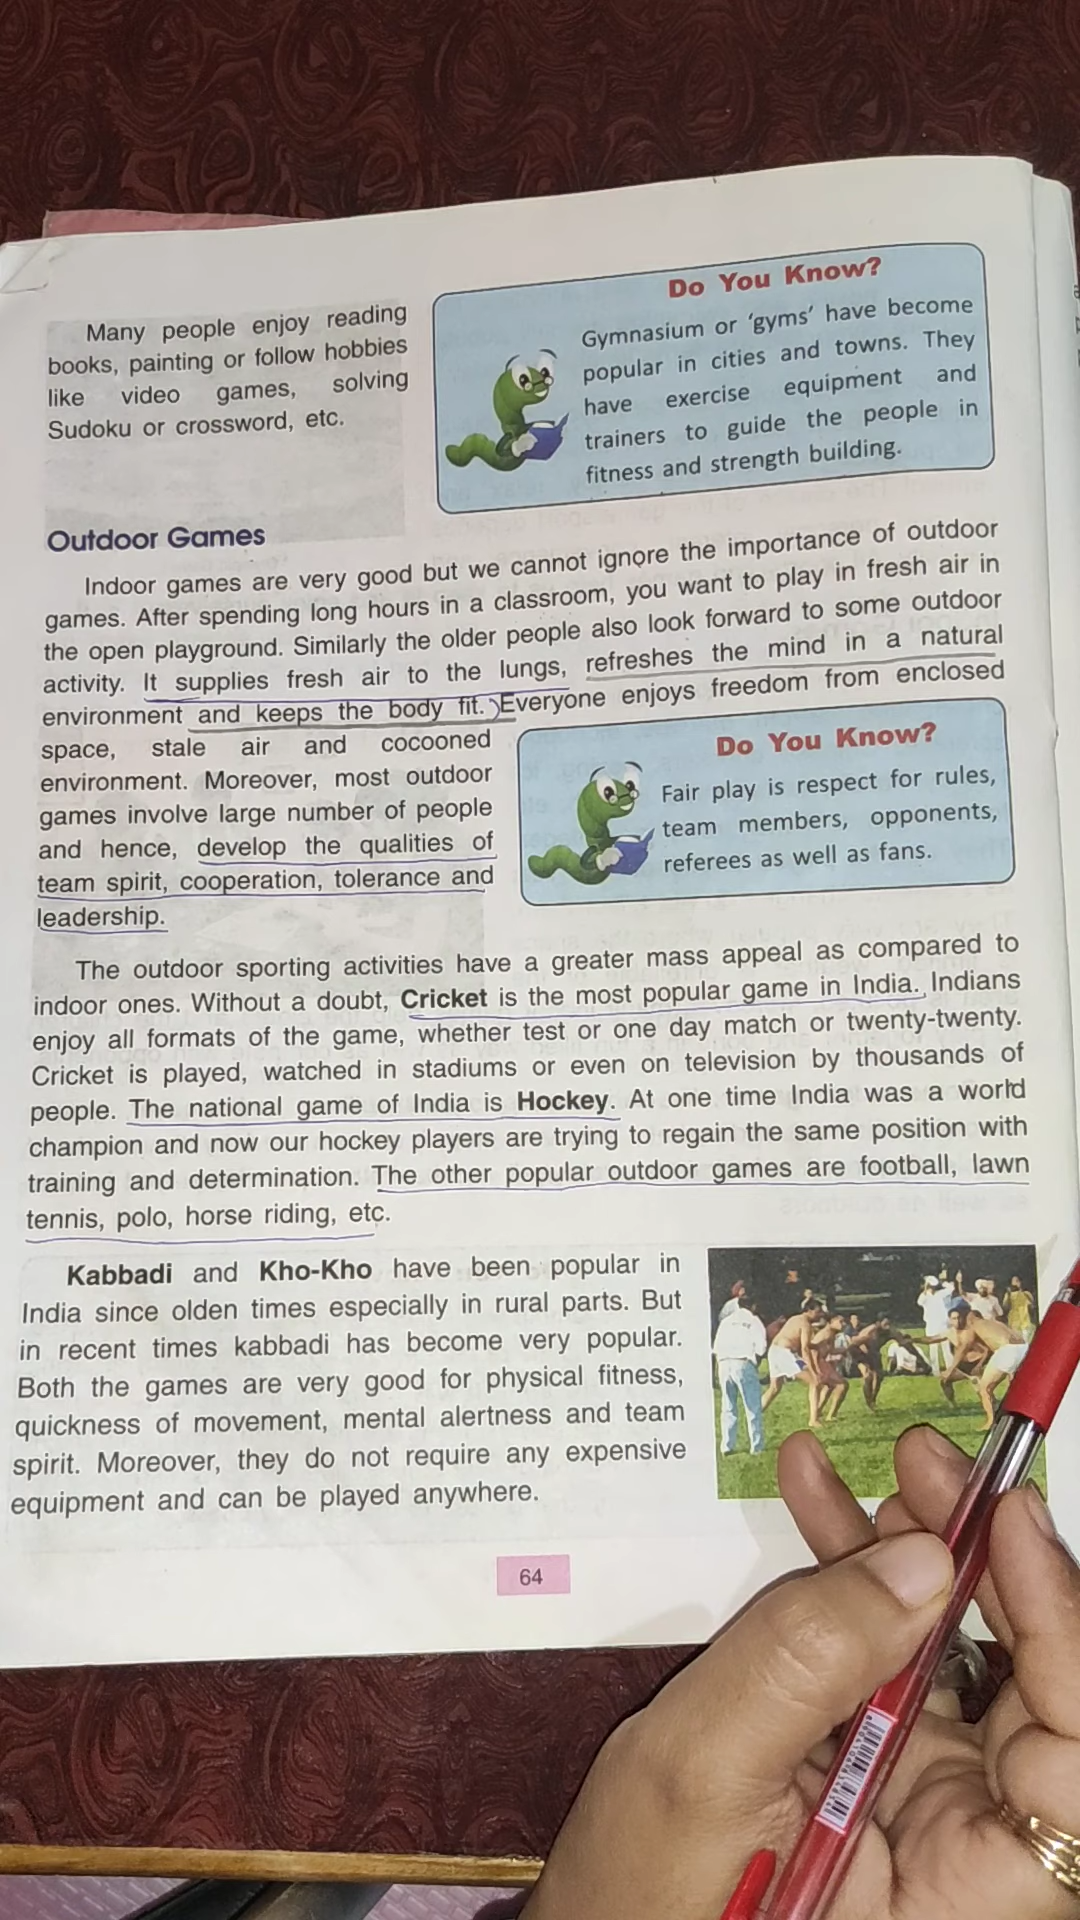 Many people enjoy reading
books, painting or follow hobbies
like video games, solving
Sudoku or crossword, etc.
Do You Know?
Gymnasium or 'gyms' have become
popular in cities and towns. They
have exercise equipment and
trainers to guide the people in
fitness and strength building.
Outdoor Games
Indoor games are very good but we cannot ignore the importance of outdoor
games. After spending long hours in a classroom, you want to play in fresh air in
the open playground. Similarly the older people also look forward to some outdoor
activity. It supplies fresh air to the lungs, refreshes the mind in a natural
environment and keeps the body fit. Everyone enjoys freedom from enclosed
space, stale air and cocooned
environment. Moreover, most outdoor
games involve large number of people
and hence, develop the qualities of
team spirit, cooperation, tolerance and
leadership.
Do You Know?
Fair play is respect for rules,
team members, opponents,
referees as well as fans.
The outdoor sporting activities have a greater mass appeal as compared to
indoor ones. Without a doubt, Cricket is the most popular game in India. Indians
enjoy all formats of the game, whether test or one day match or twenty-twenty.
Cricket is played, watched in stadiums or even on television by thousands of
people. The national game of India is Hockey. At one time India was a world
champion and now our hockey players are trying to regain the same position with
training and determination. The other popular outdoor games are football, lawn
tennis, polo, horse riding, etc.
Kabbadi and Kho-Kho have been popular in
India since olden times especially in rural parts. But
in recent times kabbadi has become very popular.
Both the games are very good for physical fitness,
quickness of movement, mental alertness and team
spirit. Moreover, they do not require any expensive
equipment and can be played anywhere.
64